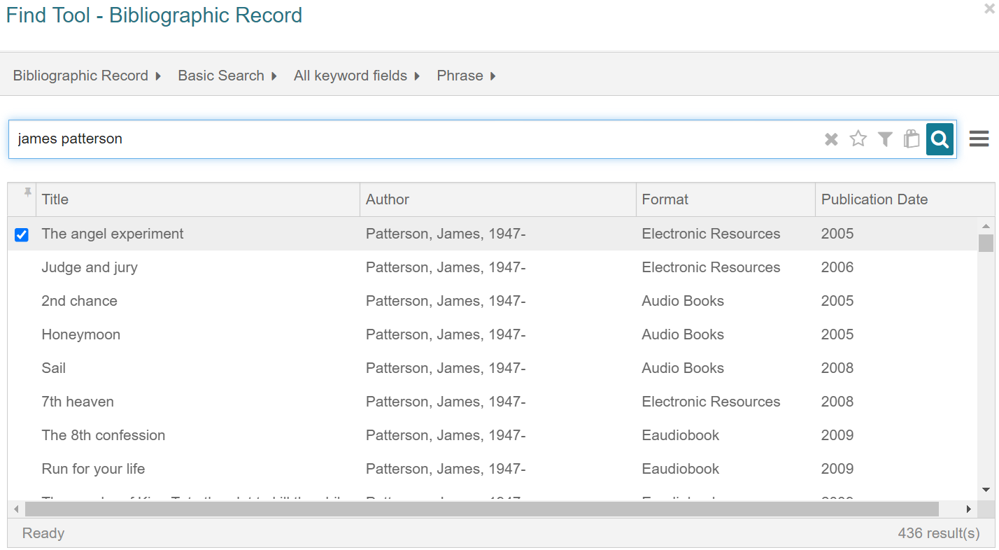 Find Tool - Bibliographic Record
Bibliographic Record Basic Search All keyword fields Phrase
james patterson
Title Author Format Publication Date
The angel experiment Patterson, James, 1947- Electronic Resources 2005
Judge and jury Patterson, James, 1947- Electronic Resources 2006
2nd chance Patterson, James, 1947- Audio Books 2005
Honeymoon Patterson, James, 1947- Audio Books 2005
Sail Patterson, James, 1947- Audio Books 2008
7th heaven Patterson, James, 1947- Electronic Resources 2008
The 8th confession Patterson, James, 1947- Eaudiobook 2009
Run for your life Patterson, James, 1947- Eaudiobook 2009
Ready 436 result(s)